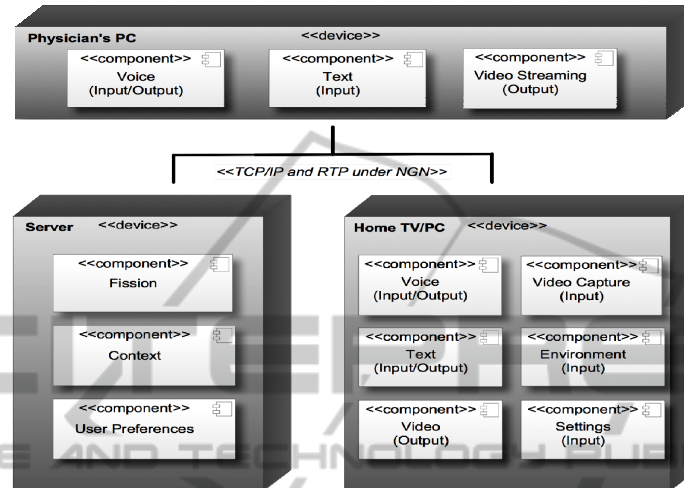 Physician's PC
<<device>>
<<component>>
Voice
(Input/Output)
<<component>>
Text
(Input)
<<component>>
Video Streaming
(Output)
<<TCP/IP and RTP under NGN>>
Server
<<device>>
<<component>>
Fission
<<component>>
Context
<<component>>
User Preferences
Home TV/PC
<<device>>
<<component>>
Voice
(Input/Output)
<<component>>
Video Capture
(Input)
<<component>>
Text
(Input/Output)
<<component>>
Environment
(Input)
<<component>>
Video
(Output)
<<component>>
Settings
(Input)
AND TECHNOLOGY